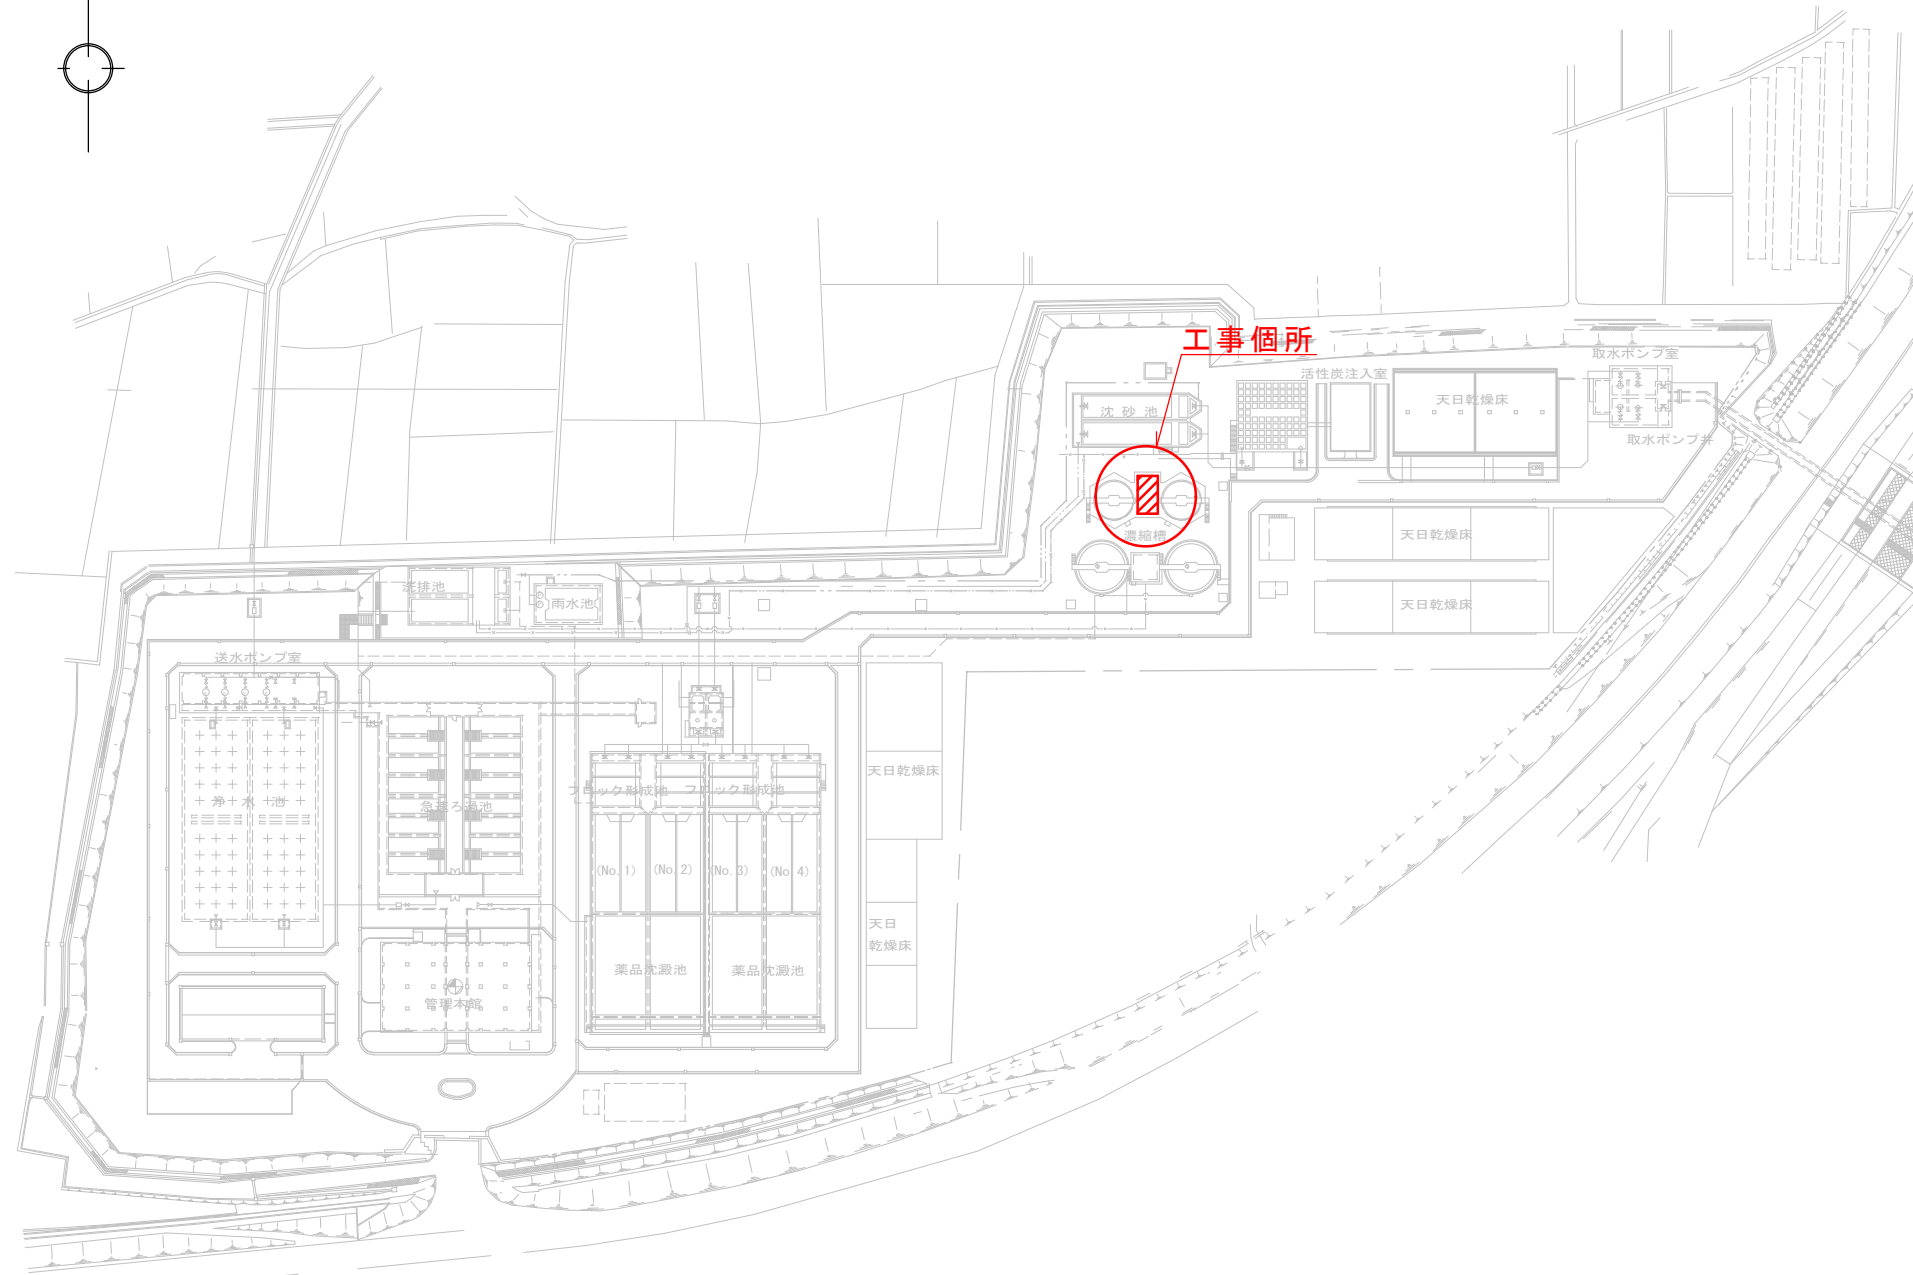 工事個所
取水ポンプ室
活性炭注入室
天日乾燥床
沈砂池
取水ポンプ井
濃縮槽
天日乾燥床
洗排池
雨水池
天日乾燥床
送水ポンプ室
天日乾燥床
フロック形成池
フロック形成池
浄水池
急速ろ過池
(No.1)
(No.2)
(No.3)
(No.4)
天日
乾燥床
薬品沈澱池
薬品沈澱池
管理本館